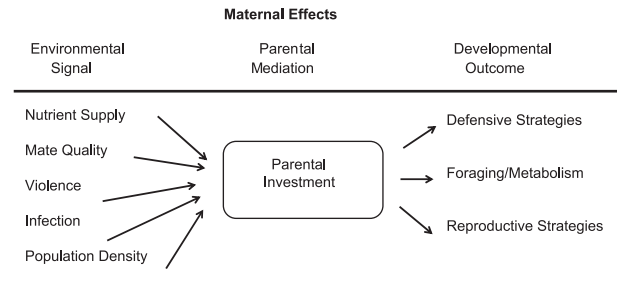 Maternal Effects
Environmental
Signal
Parental
Mediation
Developmental
Outcome
Nutrient Supply
Mate Quality
Violence
Infection
Population Density
Parental
Investment
Defensive Strategies
Foraging/Metabolism
Reproductive Strategies